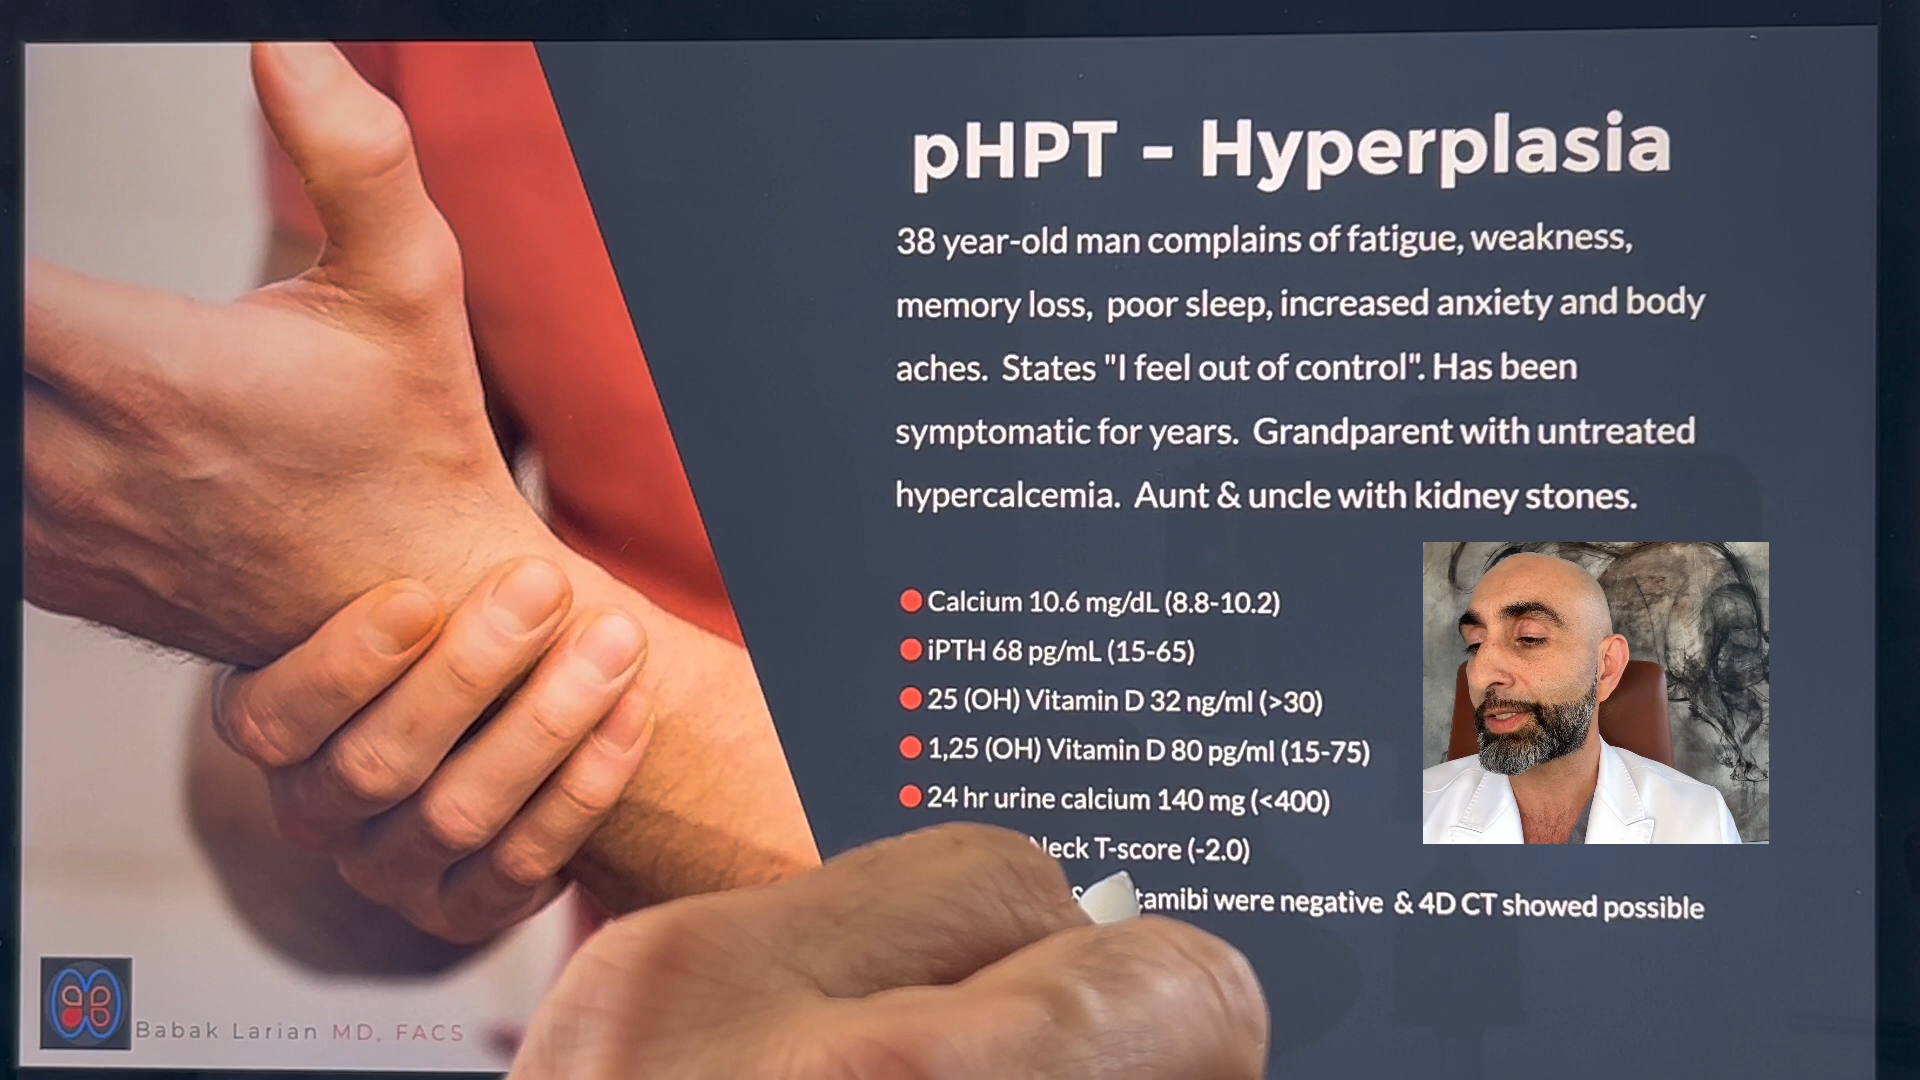 pHPT - Hyperplasia
38 year-old man complains of fatigue, weakness,
memory loss, poor sleep, increased anxiety and body
aches. States "I feel out of control". Has been
symptomatic for years. Grandparent with untreated
hypercalcemia. Aunt & uncle with kidney stones.
Calcium 10.6 mg/dL (8.8-10.2)
iPTH 68 pg/mL (15-65)
25 (OH) Vitamin D 32 ng/ml (>30)
1,25 (OH) Vitamin D 80 pg/ml (15-75)
24 hr urine calcium 140 mg (<400)
Neck T-score (-2.0)
were negative & 4D CT showed possible
Babak Larian MD, FACS